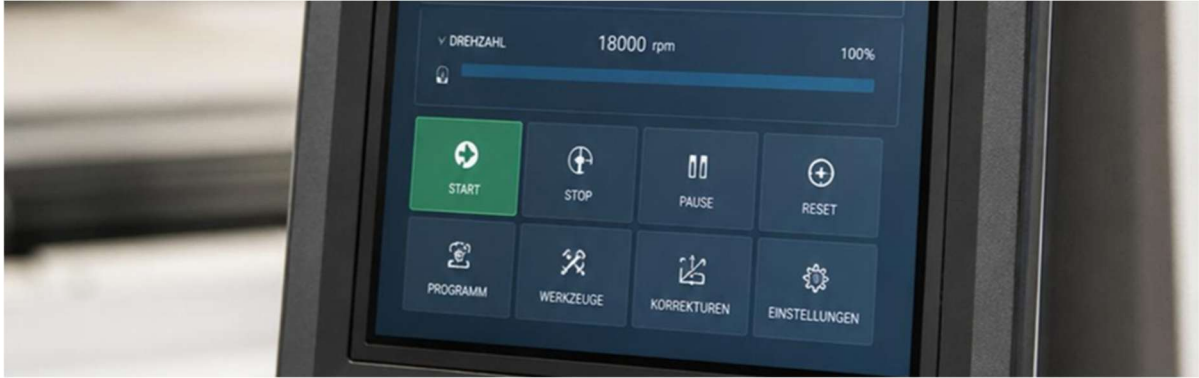 DREHZAHL 18000 rpm 100%
START STOP PAUSE RESET
PROGRAMM WERKZEUGE KORREKTUREN EINSTELLUNGEN